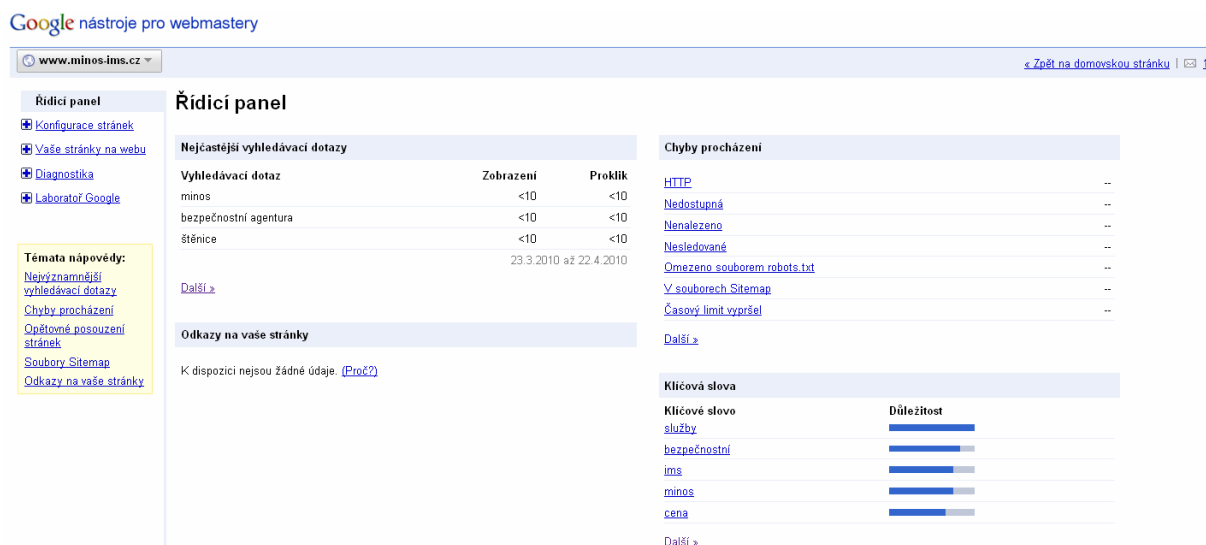 Google nástroje pro webmastery
www.minos-ims.cz
« Zpět na domovskou stránku |
Řídicí panel
Konfigurace stránek
Vaše stránky na webu
Diagnostika
Laboratoř Google
Témata nápovědy:
Nejvýznamnější
vyhledávací dotazy
Chyby procházení
Opětovné posouzení
stránek
Soubory Sitemap
Odkazy na vaše stránky
Řídicí panel
Nejčastější vyhledávací dotazy
Vyhledávací dotaz Zobrazení Proklik
minos <10 <10
bezpečnostní agentura <10 <10
štěnice <10 <10
23.3.2010 až 22.4.2010
Další »
Odkazy na vaše stránky
K dispozici nejsou žádné údaje. (Proč?)
Chyby procházení
HTTP --
Nedostupná --
Nenalezeno --
Nesledované --
Omezeno souborem robots.txt --
V souborech Sitemap --
Časový limit vypršel --
Další »
Klíčová slova
Klíčové slovo Důležitost
služby
bezpečnostní
ims
minos
cena
Další »